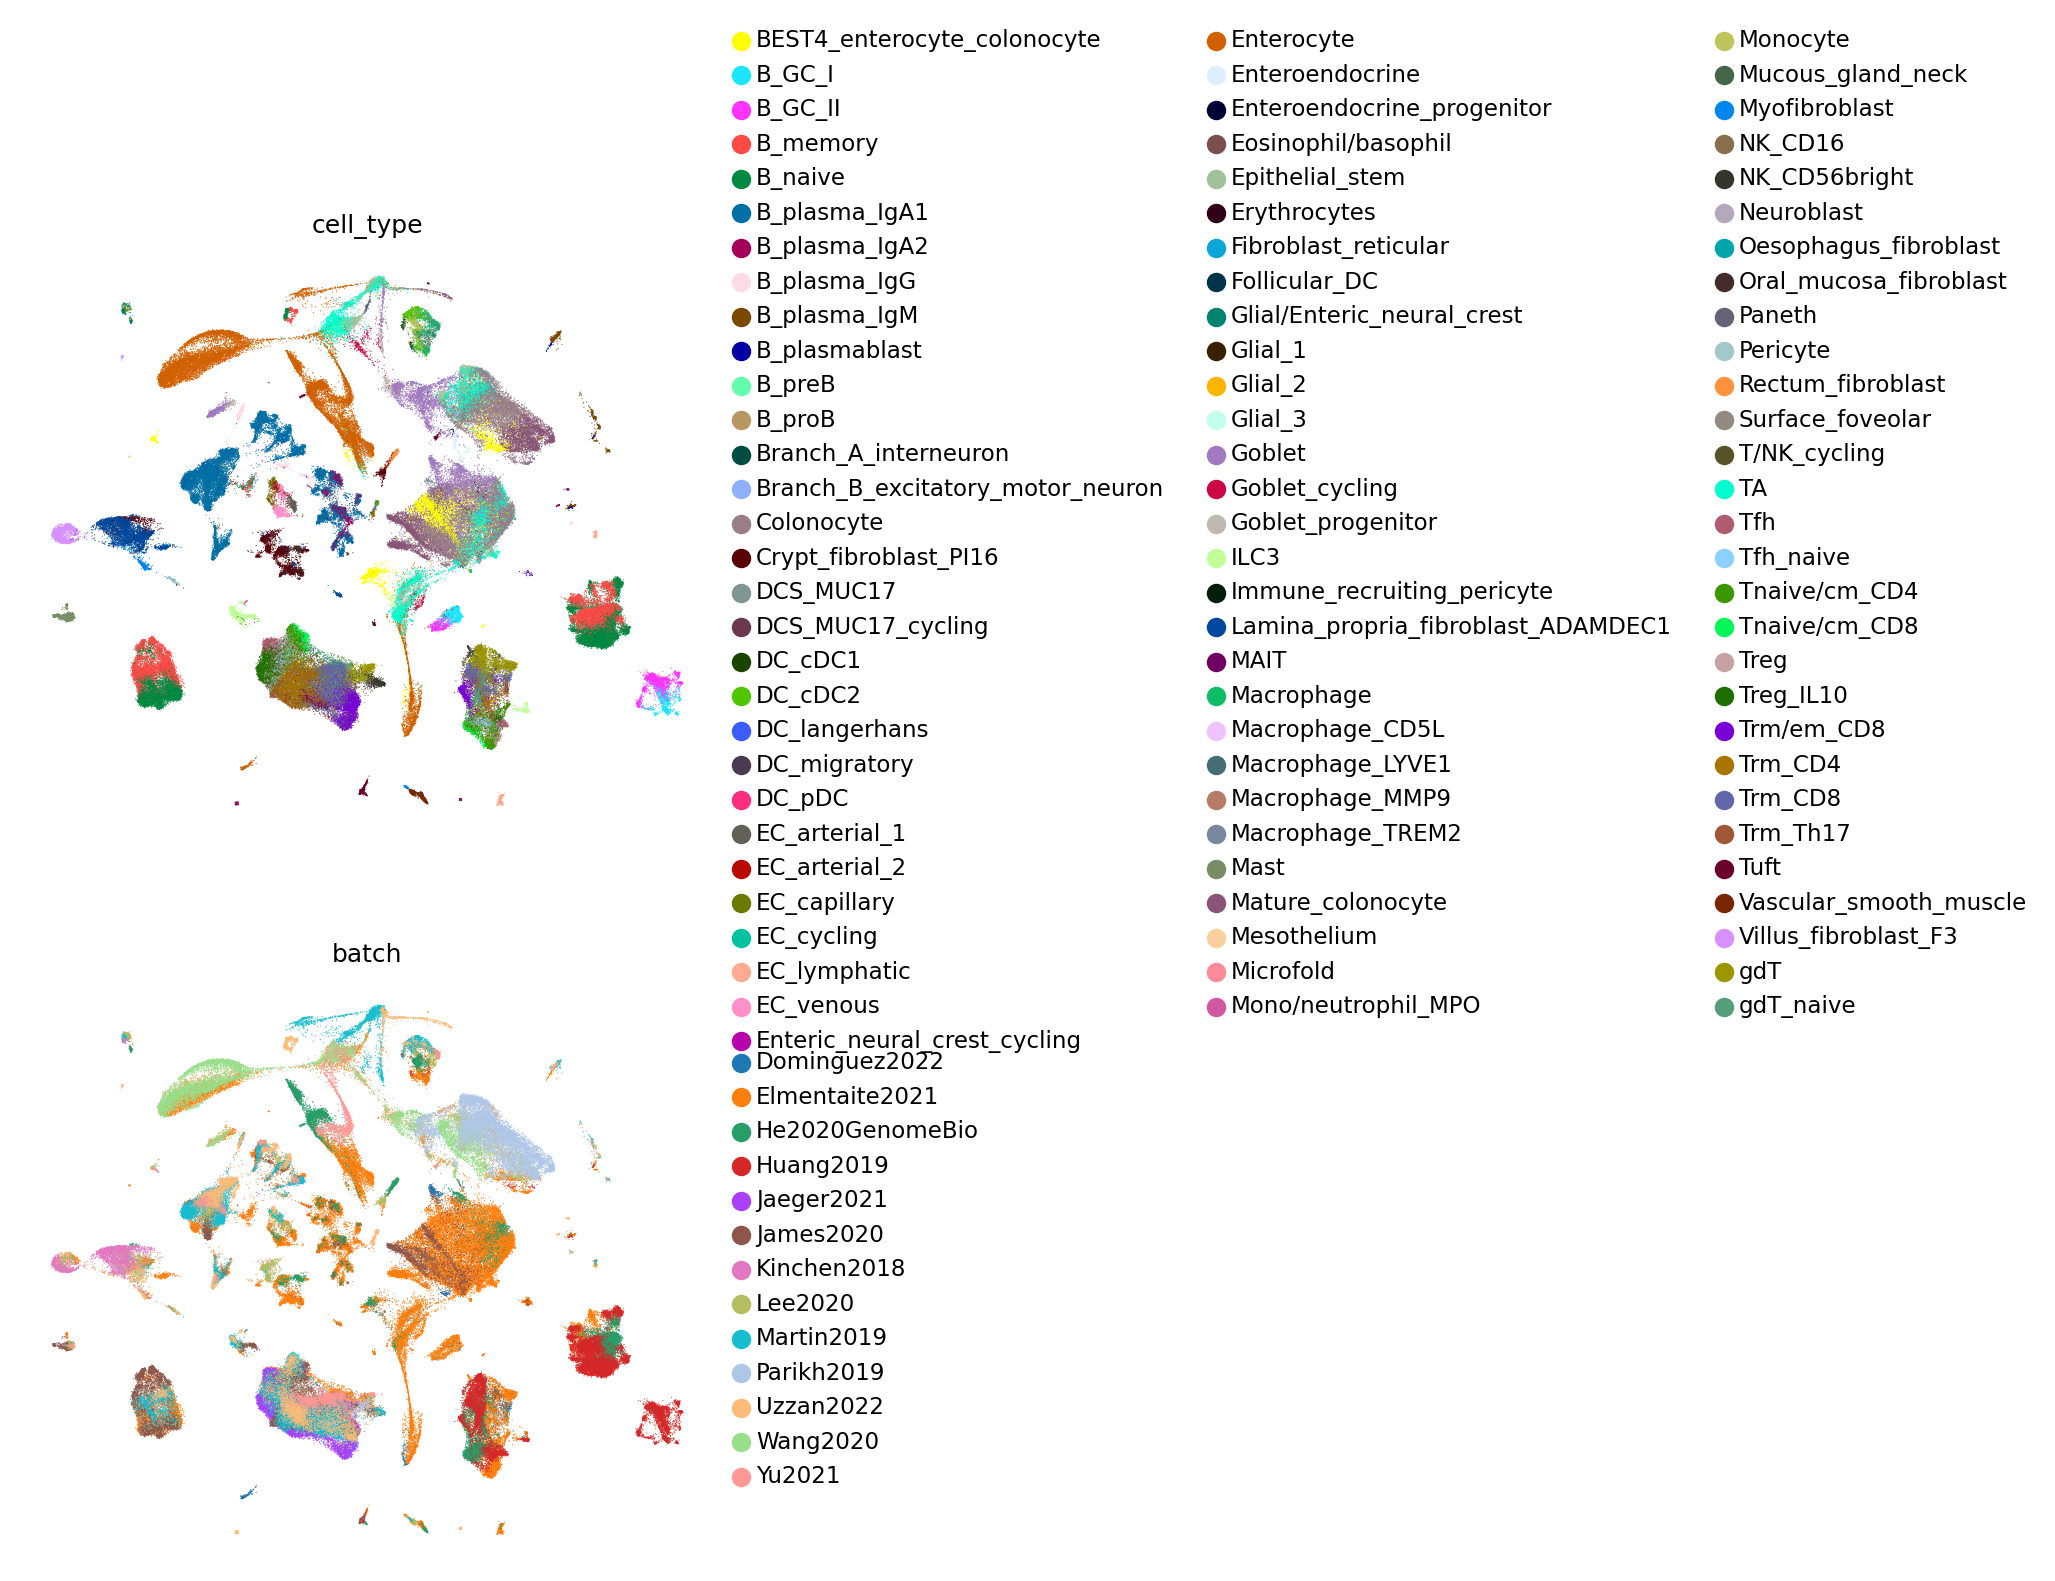 cell_type
BEST4_enterocyte_colonocyte
B_GC_I
B_GC_II
B_memory
B_naive
B_plasma_IgA1
B_plasma_IgA2
B_plasma_IgG
B_plasma_IgM
B_plasmablast
B_preB
B_proB
Branch_A_interneuron
Branch_B_excitatory_motor_neuron
Colonocyte
Crypt_fibroblast_PI16
DCS_MUC17
DCS_MUC17_cycling
DC_cDC1
DC_cDC2
DC_langerhans
DC_migratory
DC_pDC
EC_arterial_1
EC_arterial_2
EC_capillary
EC_cycling
EC_lymphatic
EC_venous
Enteric_neural_crest_cycling
Enterocyte
Enteroendocrine
Enteroendocrine_progenitor
Eosinophil/basophil
Epithelial_stem
Erythrocytes
Fibroblast_reticular
Follicular_DC
Glial/Enteric_neural_crest
Glial_1
Glial_2
Glial_3
Goblet
Goblet_cycling
Goblet_progenitor
ILC3
Immune_recruiting_pericyte
Lamina_propria_fibroblast_ADAMDEC1
MAIT
Macrophage
Macrophage_CD5L
Macrophage_LYVE1
Macrophage_MMP9
Macrophage_TREM2
Mast
Mature_colonocyte
Mesothelium
Microfold
Mono/neutrophil_MPO
Monocyte
Mucous_gland_neck
Myofibroblast
NK_CD16
NK_CD56bright
Neuroblast
Oesophagus_fibroblast
Oral_mucosa_fibroblast
Paneth
Pericyte
Rectum_fibroblast
Surface_foveolar
T/NK_cycling
TA
Tfh
Tfh_naive
Tnaive/cm_CD4
Tnaive/cm_CD8
Treg
Treg_IL10
Trm/em_CD8
Trm_CD4
Trm_CD8
Trm_Th17
Tuft
Vascular_smooth_muscle
Villus_fibroblast_F3
gdT
gdT_naive
batch
Dominguez2022
Elmentaite2021
He2020GenomeBio
Huang2019
Jaeger2021
James2020
Kinchen2018
Lee2020
Martin2019
Parikh2019
Uzzan2022
Wang2020
Yu2021